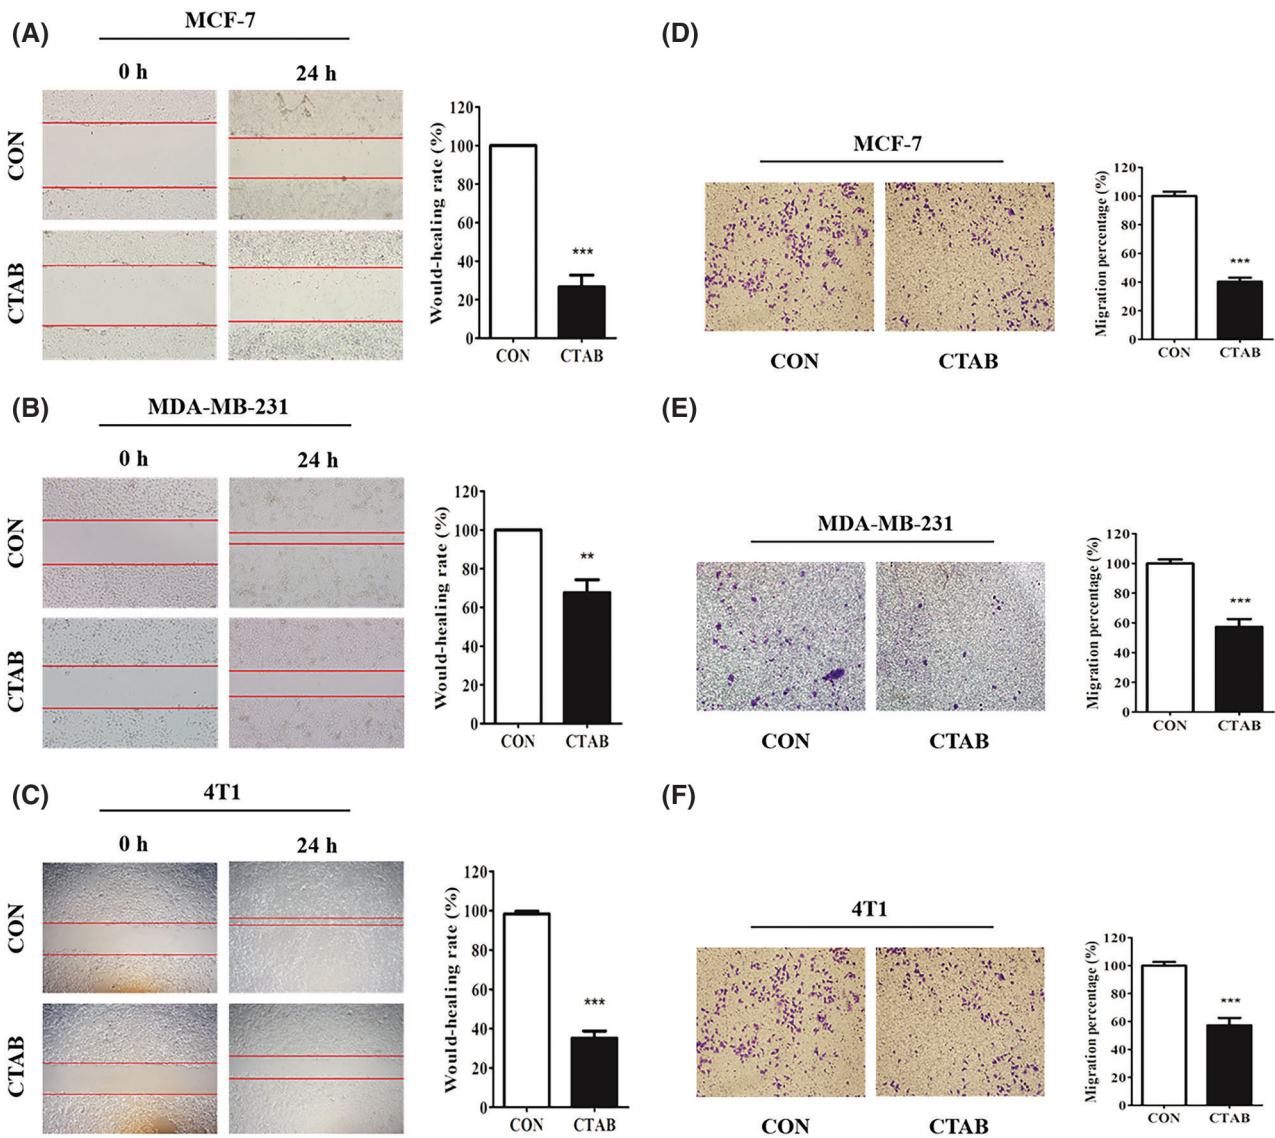 (A)
MCF-7
0 h
24 h
CON
CTAB
Would-healing rate (%)
120
100
80
60
40
20
0
***
CON
CTAB
(B)
MDA-MB-231
0 h
24 h
CON
CTAB
Would-healing rate (%)
120
100
80
60
40
20
0
**
CON
CTAB
(C)
4T1
0 h
24 h
CON
CTAB
Would-healing rate (%)
120
100
80
60
40
20
0
***
CON
CTAB
(D)
MCF-7
CON
CTAB
Migration percentage (%)
120
100
80
60
40
20
0
***
CON
CTAB
(E)
MDA-MB-231
CON
CTAB
Migration percentage (%)
120
100
80
60
40
20
0
***
CON
CTAB
(F)
4T1
CON
CTAB
Migration percentage (%)
120
100
80
60
40
20
0
***
CON
CTAB